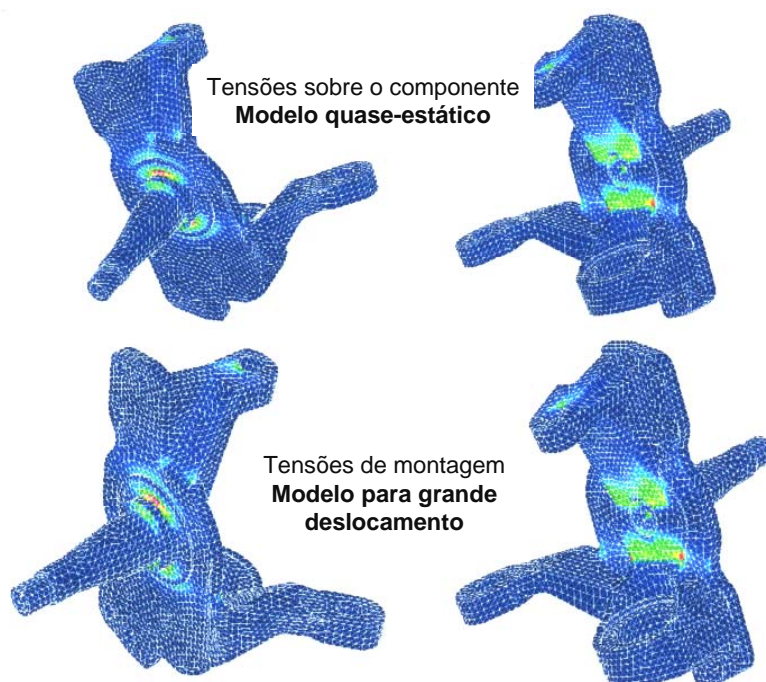 Tensões sobre o componente
Modelo quase-estático
Tensões de montagem
Modelo para grande
deslocamento